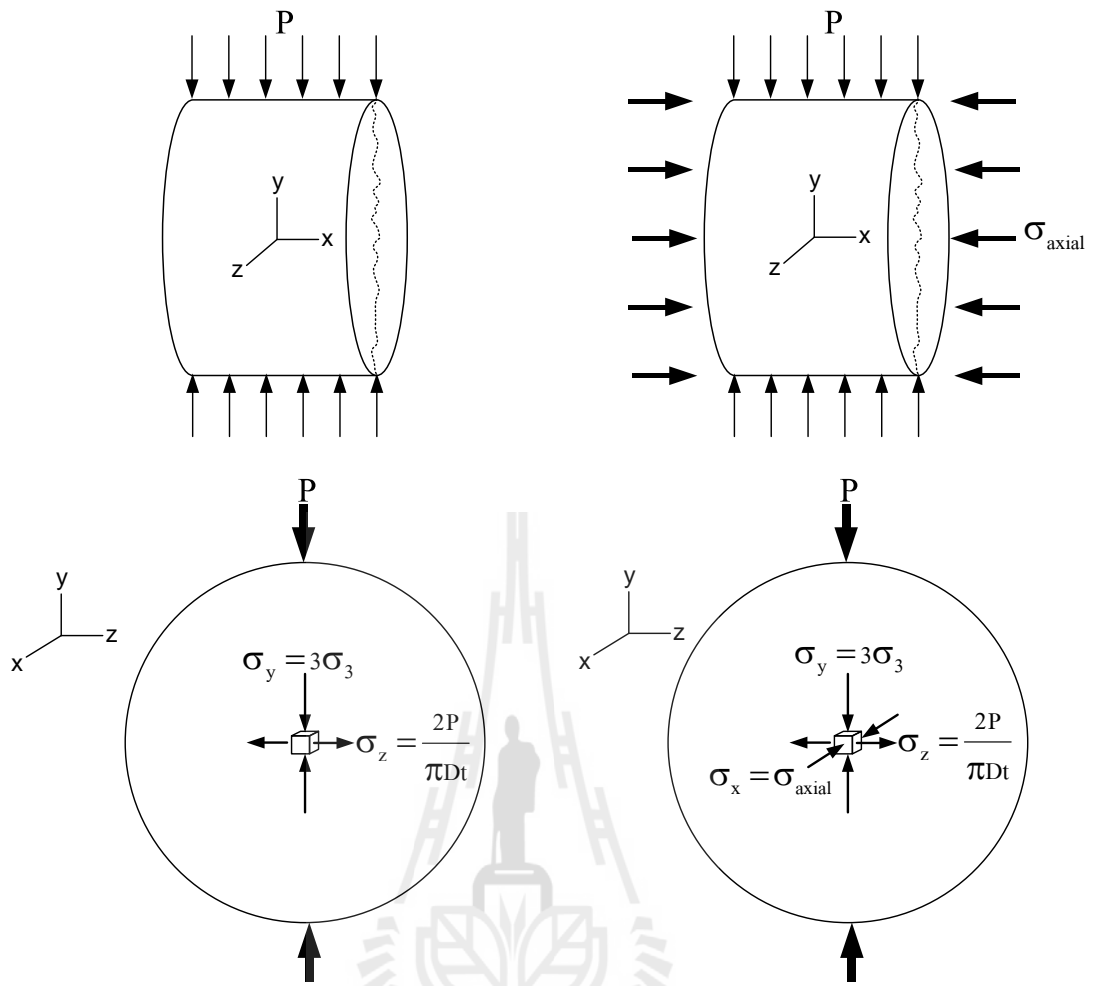 P
P
y
x
z
y
x
z
σ_axial
P
P
y
z
x
σ_y = 3σ_3
σ_z = 2P/πDt
y
z
x
σ_y = 3σ_3
σ_z = 2P/πDt
σ_x = σ_axial